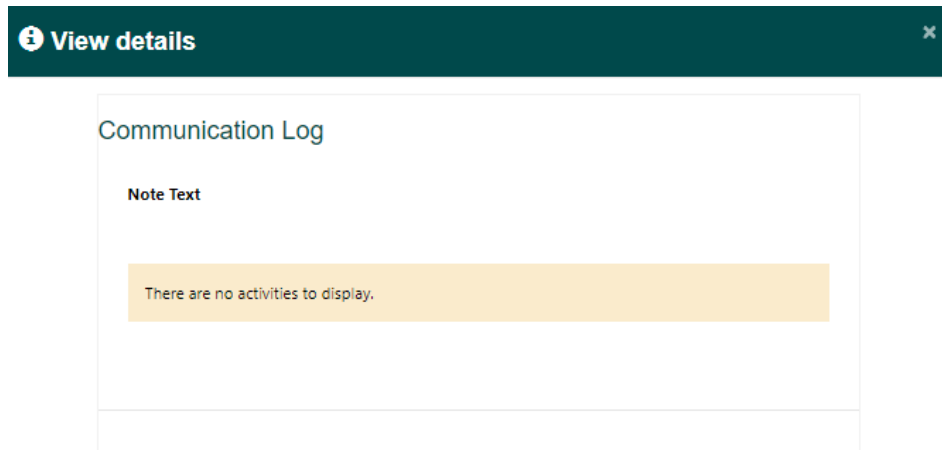 View details
×
Communication Log
Note Text
There are no activities to display.